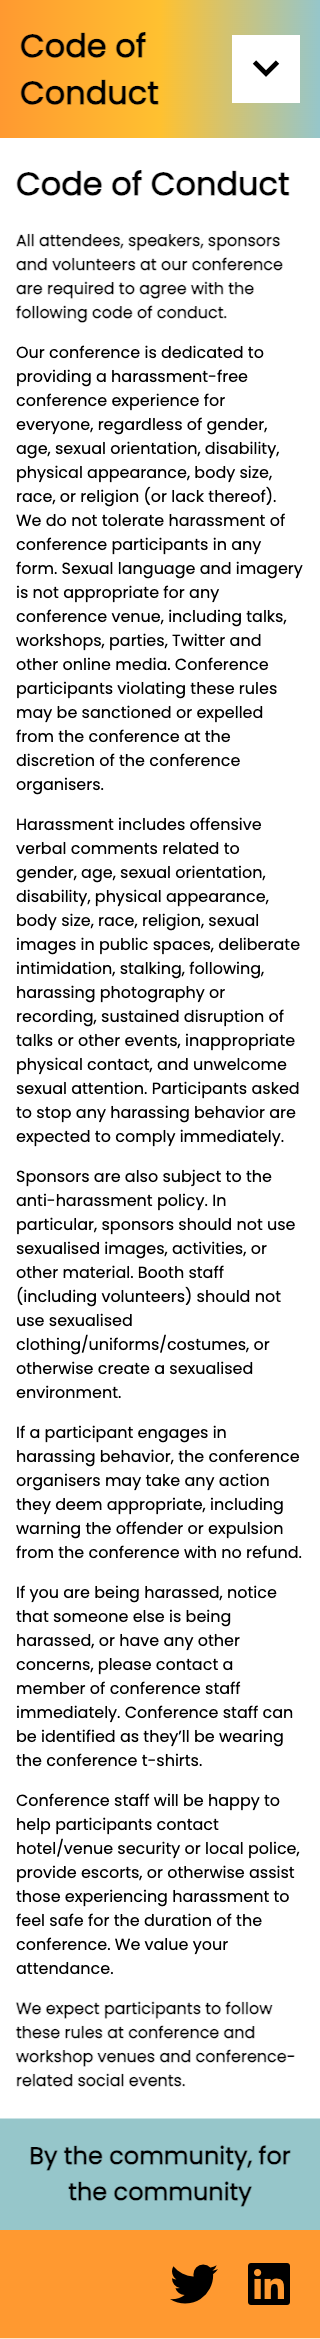 Code of
Conduct
Code of Conduct
All attendees, speakers, sponsors
and volunteers at our conference
are required to agree with the
following code of conduct.
Our conference is dedicated to
providing a harassment-free
conference experience for
everyone, regardless of gender,
age, sexual orientation, disability,
physical appearance, body size,
race, or religion (or lack thereof).
We do not tolerate harassment of
conference participants in any
form. Sexual language and imagery
is not appropriate for any
conference venue, including talks,
workshops, parties, Twitter and
other online media. Conference
participants violating these rules
may be sanctioned or expelled
from the conference at the
discretion of the conference
organisers.
Harassment includes offensive
verbal comments related to
gender, age, sexual orientation,
disability, physical appearance,
body size, race, religion, sexual
images in public spaces, deliberate
intimidation, stalking, following,
harassing photography or
recording, sustained disruption of
talks or other events, inappropriate
physical contact, and unwelcome
sexual attention. Participants asked
to stop any harassing behavior are
expected to comply immediately.
Sponsors are also subject to the
anti-harassment policy. In
particular, sponsors should not use
sexualised images, activities, or
other material. Booth staff
(including volunteers) should not
use sexualised
clothing/uniforms/costumes, or
otherwise create a sexualised
environment.
If a participant engages in
harassing behavior, the conference
organisers may take any action
they deem appropriate, including
warning the offender or expulsion
from the conference with no refund.
If you are being harassed, notice
that someone else is being
harassed, or have any other
concerns, please contact a
member of conference staff
immediately. Conference staff can
be identified as they’ll be wearing
the conference t-shirts.
Conference staff will be happy to
help participants contact
hotel/venue security or local police,
provide escorts, or otherwise assist
those experiencing harassment to
feel safe for the duration of the
conference. We value your
attendance.
We expect participants to follow
these rules at conference and
workshop venues and conference-
related social events.
By the community, for
the community
in